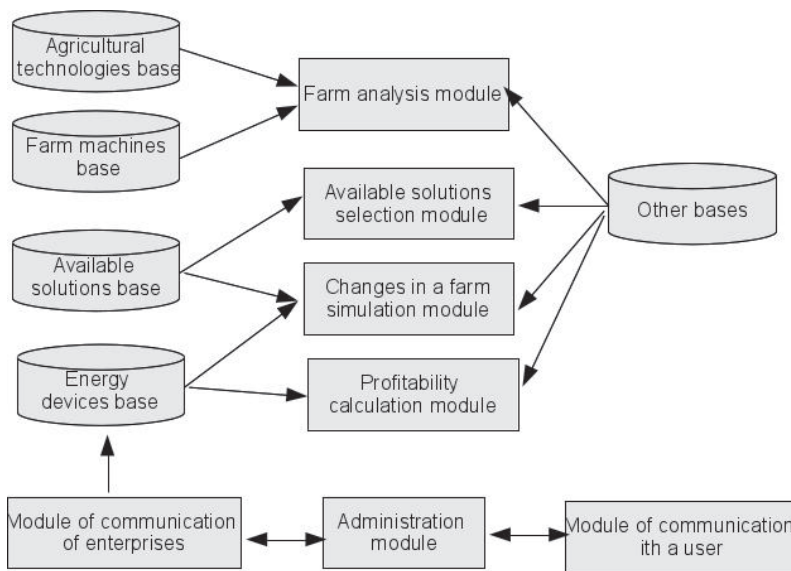 Agricultural
technologies base
Farm machines
base
Available
solutions base
Energy
devices base
Farm analysis module
Available solutions
selection module
Changes in a farm
simulation module
Profitability
calculation module
Other bases
Module of communication
of enterprises
Administration
module
Module of communication
ith a user